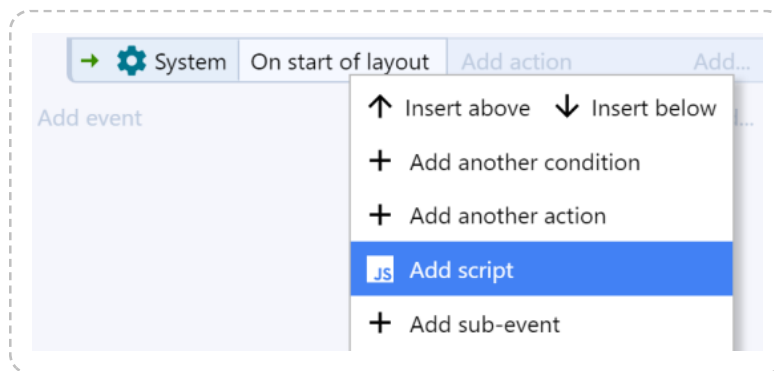 System On start of layout Add action Add...
Add event
Insert above Insert below
Add another condition
Add another action
JS Add script
Add sub-event